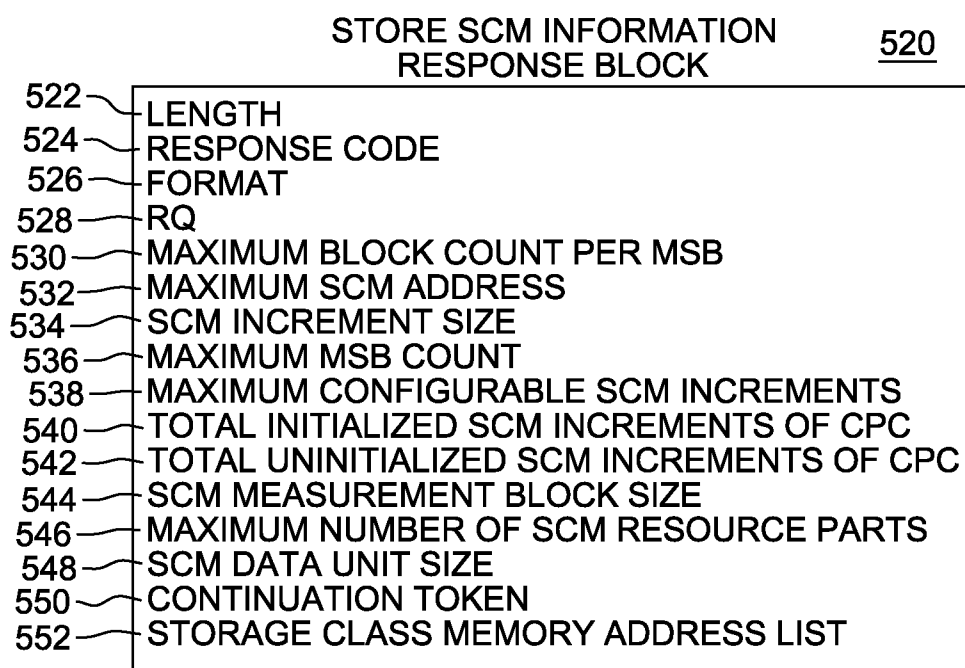 STORE SCM INFORMATION
RESPONSE BLOCK
520
522 LENGTH
524 RESPONSE CODE
526 FORMAT
528 RQ
530 MAXIMUM BLOCK COUNT PER MSB
532 MAXIMUM SCM ADDRESS
534 SCM INCREMENT SIZE
536 MAXIMUM MSB COUNT
538 MAXIMUM CONFIGURABLE SCM INCREMENTS
540 TOTAL INITIALIZED SCM INCREMENTS OF CPC
542 TOTAL UNINITIALIZED SCM INCREMENTS OF CPC
544 SCM MEASUREMENT BLOCK SIZE
546 MAXIMUM NUMBER OF SCM RESOURCE PARTS
548 SCM DATA UNIT SIZE
550 CONTINUATION TOKEN
552 STORAGE CLASS MEMORY ADDRESS LIST